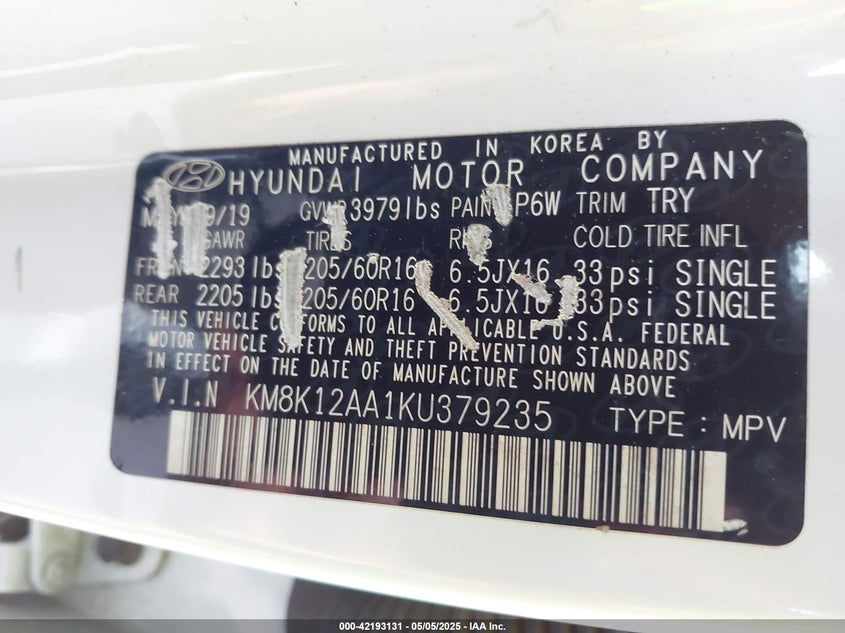 MANUFACTURED IN KOREA BY
HYUNDAI MOTOR COMPANY
9/19 GVWR 3979lbs PAINT P6W TRIM TRY
GAWR TIRES RIMS COLD TIRE INFL
FRONT 2293 lbs 205/60R16 6.5JX16 33psi SINGLE
REAR 2205 lbs 205/60R16 6.5JX16 33psi SINGLE
THIS VEHICLE CONFORMS TO ALL APPLICABLE U.S.A. FEDERAL
MOTOR VEHICLE SAFETY AND THEFT PREVENTION STANDARDS
IN EFFECT ON THE DATE OF MANUFACTURE SHOWN ABOVE
V.I.N KM8K12AA1KU379235 TYPE : MPV
000-42193131 - 05/05/2025 - IAA Inc.